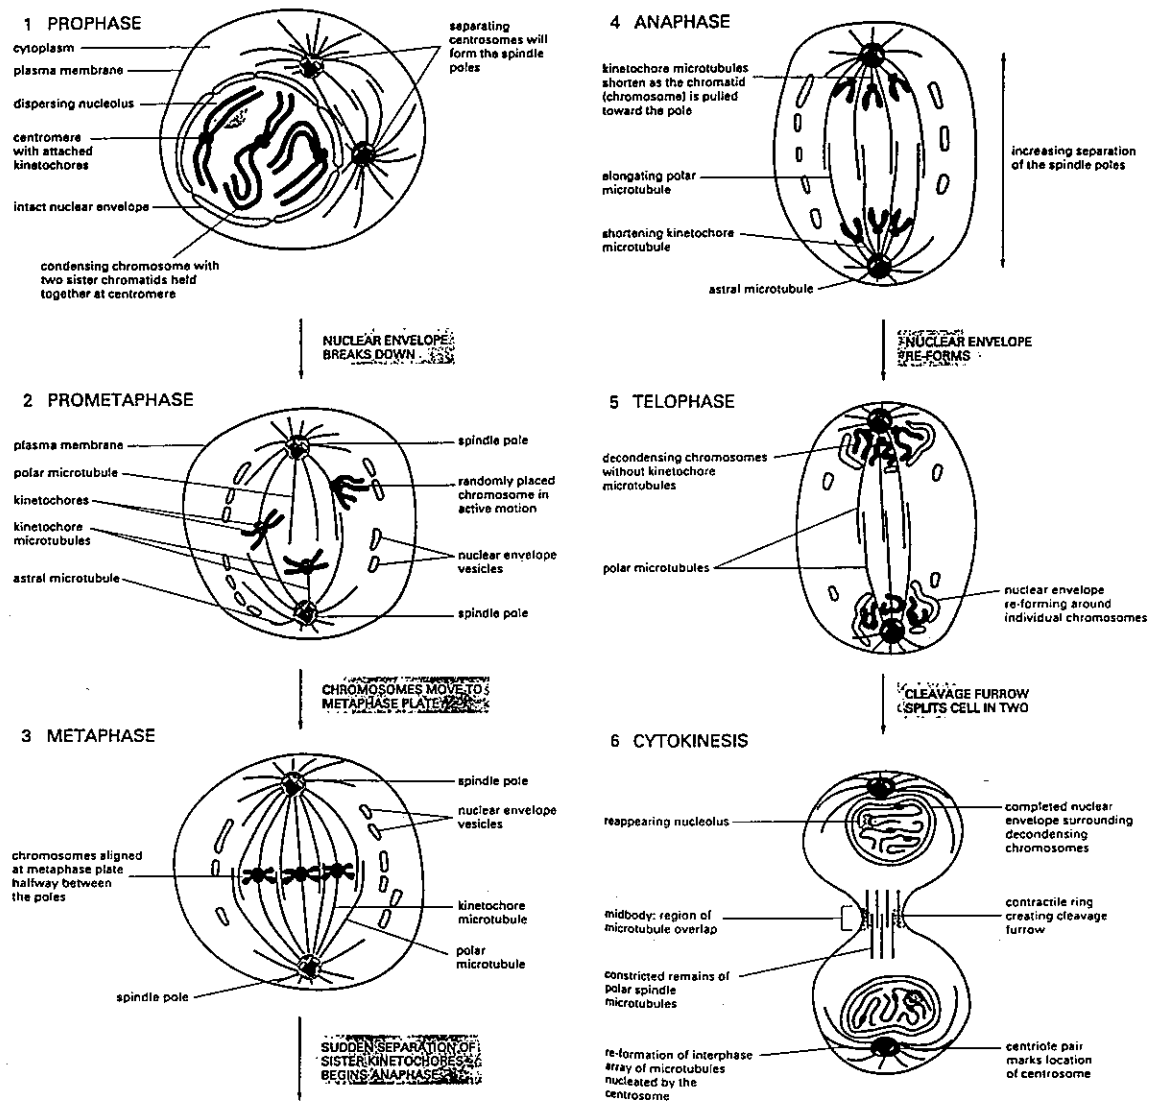 1 PROPHASE
cytoplasm
plasma membrane
dispersing nucleolus
centromere
with attached
kinetochores
intact nuclear envelope
condensing chromosome with
two sister chromatids held
together at centromere
separating
centrosomes will
form the spindle
poles
NUCLEAR ENVELOPE
BREAKS DOWN
2 PROMETAPHASE
plasma membrane
polar microtubule
kinetochores
kinetochore
microtubules
astral microtubule
spindle pole
randomly placed
chromosome in
active motion
nuclear envelope
vesicles
spindle pole
CHROMOSOMES MOVE TO
METAPHASE PLATE
3 METAPHASE
chromosomes aligned
at metaphase plate
halfway between
the poles
spindle pole
spindle pole
nuclear envelope
vesicles
kinetochore
microtubule
polar
microtubule
SUDDEN SEPARATION OF
SISTER KINETOCHORES
BEGINS ANAPHASE
4 ANAPHASE
kinetochore microtubules
shorten as the chromatid
(chromosome) is pulled
toward the pole
elongating polar
microtubule
shortening kinetochore
microtubule
astral microtubule
increasing separation
of the spindle poles
NUCLEAR ENVELOPE
RE-FORMS
5 TELOPHASE
decondensing chromosomes
without kinetochore
microtubules
polar microtubules
nuclear envelope
re-forming around
individual chromosomes
CLEAVAGE FURROW
SPLITS CELL IN TWO
6 CYTOKINESIS
reappearing nucleolus
midbody: region of
microtubule overlap
constricted remains of
polar spindle
microtubules
re-formation of interphase
array of microtubules
nucleated by the
centrosome
completed nuclear
envelope surrounding
decondensing
chromosomes
contractile ring
creating cleavage
furrow
centriole pair
marks location
of centrosome